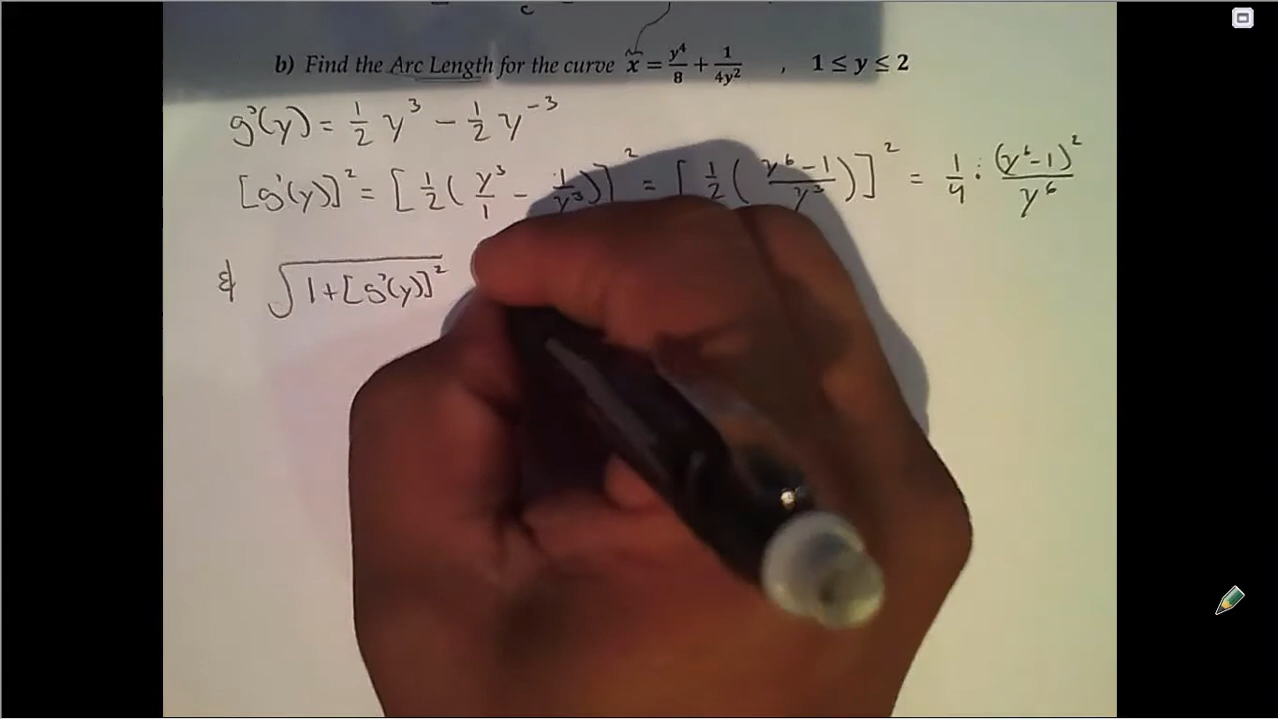 c
b) Find the Arc Length for the curve x = y⁴/8 + 1/4y² , 1 ≤ y ≤ 2
g'(y) = 1/2 y³ - 1/2 y⁻³
[g'(y)]² = [1/2 (y³/1 - 1/y³)]² = [1/2 (y⁶-1/y³)]² = 1/4 · (y⁶-1)²/y⁶
& √1+[g'(y)]²